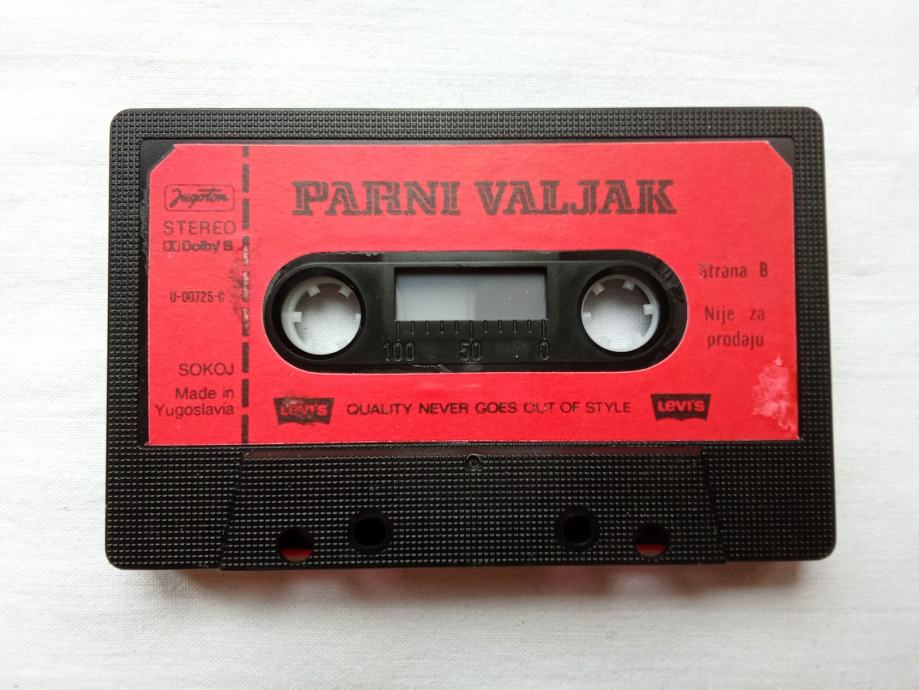 PARNI VALJAK
Jugoton
STEREO
Dolby B
U-00725-C
SOKOJ
Made in
Yugoslavia
Strana B
Nije za
prodaju
100 50 0
LEVI'S QUALITY NEVER GOES OUT OF STYLE LEVI'S